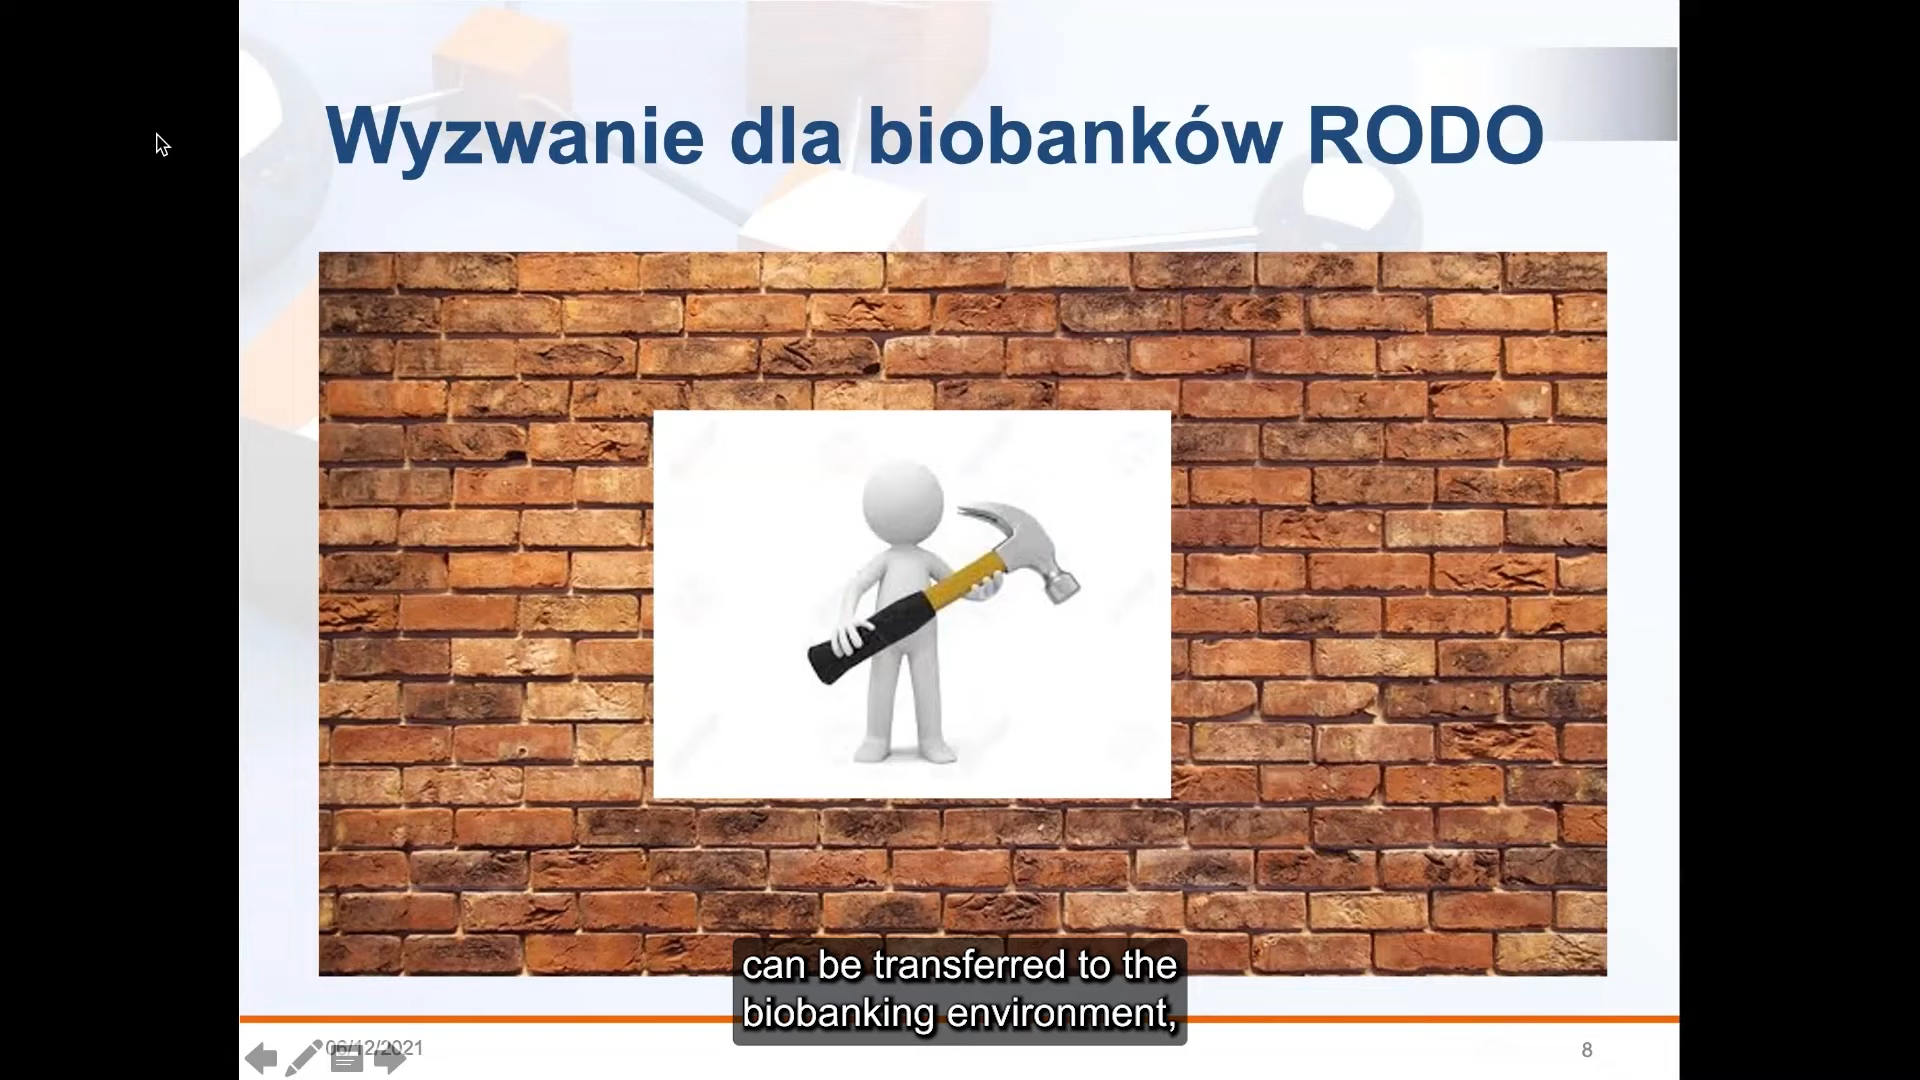 Wyzwanie dla biobanków RODO
can be transferred to the
biobanking environment,
06/12/2021
8